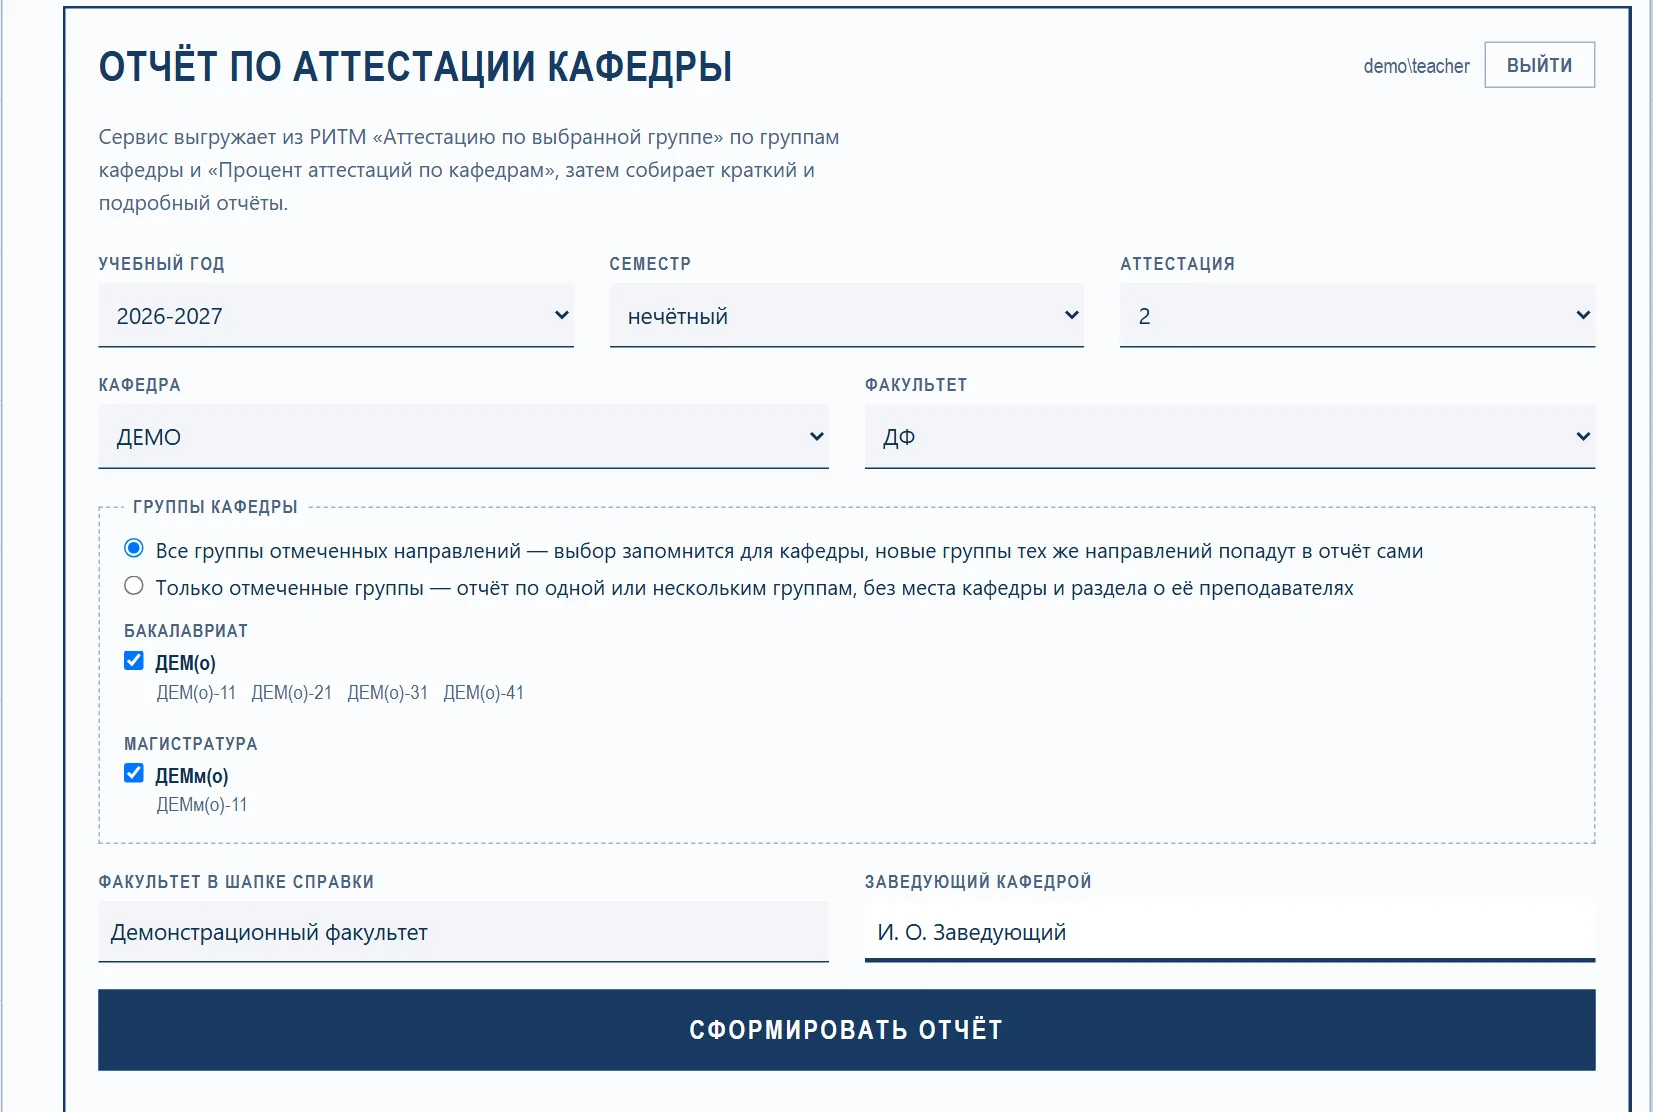 ОТЧЁТ ПО АТТЕСТАЦИИ КАФЕДРЫ
demo\teacher
ВЫЙТИ
Сервис выгружает из РИТМ «Аттестацию по выбранной группе» по группам
кафедры и «Процент аттестаций по кафедрам», затем собирает краткий и
подробный отчёты.
УЧЕБНЫЙ ГОД
СЕМЕСТР
АТТЕСТАЦИЯ
2026-2027
нечётный
2
КАФЕДРА
ФАКУЛЬТЕТ
ДЕМО
ДФ
ГРУППЫ КАФЕДРЫ
Все группы отмеченных направлений — выбор запомнится для кафедры, новые группы тех же направлений попадут в отчёт сами
Только отмеченные группы — отчёт по одной или нескольким группам, без места кафедры и раздела о её преподавателях
БАКАЛАВРИАТ
ДЕМ(о)
ДЕМ(о)-11 ДЕМ(о)-21 ДЕМ(о)-31 ДЕМ(о)-41
МАГИСТРАТУРА
ДЕМм(о)
ДЕМм(о)-11
ФАКУЛЬТЕТ В ШАПКЕ СПРАВКИ
ЗАВЕДУЮЩИЙ КАФЕДРОЙ
Демонстрационный факультет
И. О. Заведующий
СФОРМИРОВАТЬ ОТЧЁТ